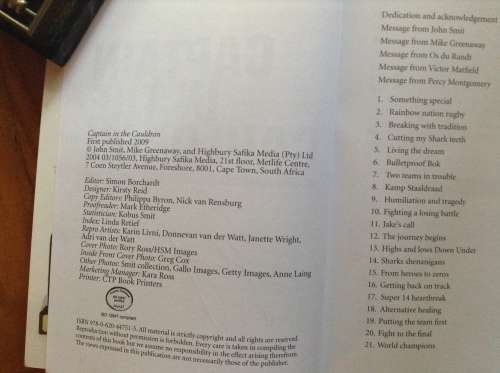 Captain in the Cauldron
First published 2009
© John Smit, Mike Greenaway, and Highbury Safika Media (Pty) Ltd
2004 03/1056/03, Highbury Safika Media, 21st floor, Metlife Centre,
7 Coen Steytler Avenue, Foreshore, 8001, Cape Town, South Africa
Editor: Simon Borchardt
Designer: Kirsty Reid
Copy Editors: Philippa Byron, Nick van Rensburg
Proofreader: Mark Etheridge
Statistician: Kobus Smit
Index: Linda Retief
Repro Artists: Karin Livni, Donnevan van der Watt, Janette Wright,
Adri van der Watt
Cover Photo: Rory Ross/HSM Images
Inside Front Cover Photo: Greg Cox
Other Photos: Smit collection, Gallo Images, Getty Images, Anne Laing
Marketing Manager: Kara Ross
Printer: CTP Book Printers
ISO 12647 compliant
ISBN 978-0-620-44751-5. All material is strictly copyright and all rights are reserved.
Reproduction without permission is forbidden. Every care is taken in compiling the
contents of this book but we assume no responsibility in the effect arising therefrom.
The views expressed in this publication are not necessarily those of the publisher.
Dedication and acknowledgement
Message from John Smit
Message from Mike Greenaway
Message from Os du Randt
Message from Victor Matfield
Message from Percy Montgomery
1. Something special
2. Rainbow nation rugby
3. Breaking with tradition
4. Cutting my Shark teeth
5. Living the dream
6. Bulletproof Bok
7. Two teams in trouble
8. Kamp Staaldraad
9. Humiliation and tragedy
10. Fighting a losing battle
11. Jake's call
12. The journey begins
13. Highs and lows Down Under
14. Sharks shenanigans
15. From heroes to zeros
16. Getting back on track
17. Super 14 heartbreak
18. Alternative healing
19. Putting the team first
20. Fight to the final
21. World champions